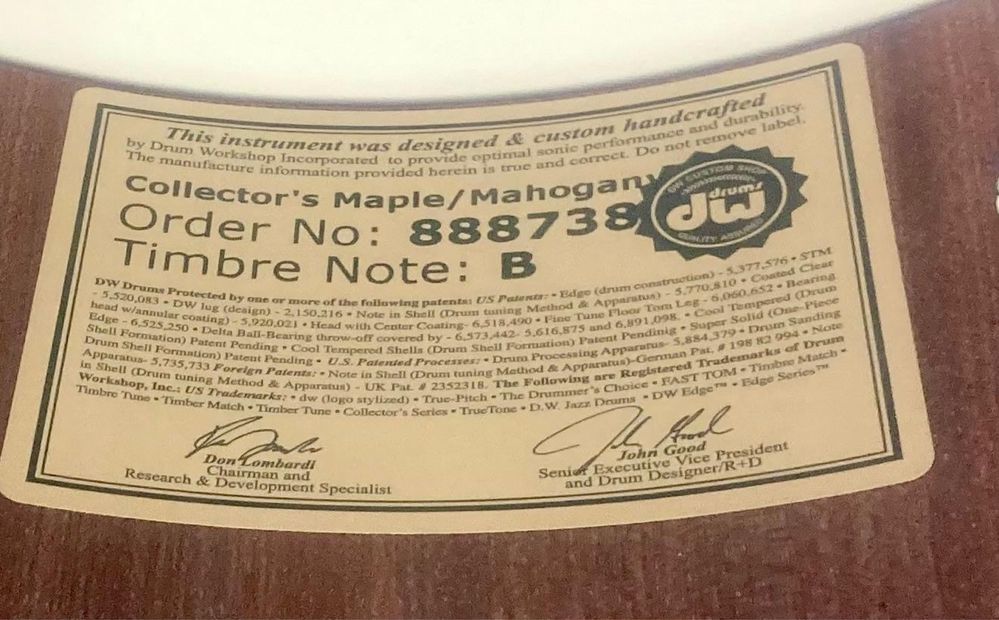 This instrument was designed & custom handcrafted
by Drum Workshop Incorporated to provide optimal sonic performance and durability.
The manufacture information provided herein is true and correct. Do not remove label.
Collector's Maple/Mahogany
Order No: 888738
Timbre Note: B
CUSTOM SHOP
drums
dw
QUALITY
DW Drums Protected by one or more of the following patents: US Patents: • Edge (drum construction) - 5,377,576 • STM
- 5,520,083 • DW lug (design) - 2,150,216 • Note in Shell (Drum tuning Method & Apparatus) - 5,770,810 • Coated Clear
head w/annular coating) - 5,920,021 • Head with Center Coating- 6,518,490 • Fine Tune Floor Tom Leg - 6,060,652 • Bearing
Edge - 6,525,250 • Delta Ball-Bearing throw-off covered by - 6,573,442- 5,616,875 and 6,891,098. • Cool Tempered (Drum
Shell Formation) Patent Pending • Cool Tempered Shells (Drum Shell Formation) Patent Pendinig • Super Solid (One-Piece
Drum Shell Formation) Patent Pending • U.S. Patented Processes: • Drum Processing Apparatus- 5,884,379 • Drum Sanding
Apparatus- 5,735,733 Foreign Patents: • Note in Shell (Drum tuning Method & Apparatus)-German Pat. # 198 82 994 • Note
in Shell (Drum tuning Method & Apparatus) - UK Pat. # 2352318. The Following are Registered Trademarks of Drum
Workshop, Inc.: US Trademarks: • dw (logo stylized) • True-Pitch • The Drummer's Choice • FAST TOM • Timbre Match •
Timbre Tune • Timber Match • Timber Tune • Collector's Series • TrueTone • D.W. Jazz Drums • DW Edge™ • Edge Series™
Don Lombardi
Chairman and
Research & Development Specialist
John Good
Senior Executive Vice President
and Drum Designer/R+D